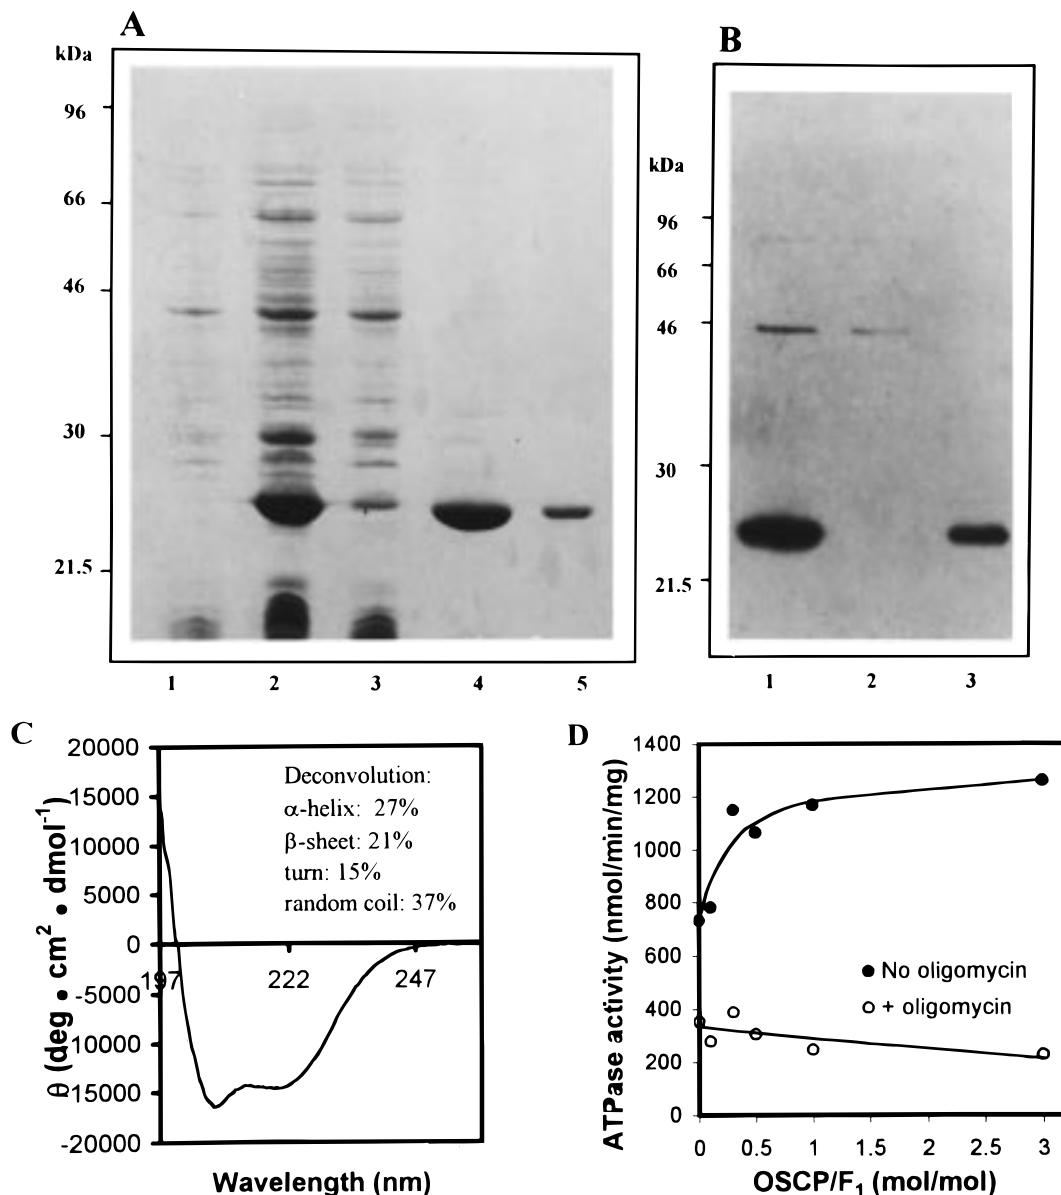 A
kDa
96
66
46
30
21.5
1 2 3 4 5
B
kDa
96
66
46
30
21.5
1 2 3
C
20000
15000
10000
5000
0
-5000
-10000
-15000
-20000
θ (deg • cm² • dmol⁻¹)
Deconvolution:
α-helix: 27%
β-sheet: 21%
turn: 15%
random coil: 37%
197 222 247
Wavelength (nm)
D
1400
1200
1000
800
600
400
200
0
ATPase activity (nmol/min/mg)
● No oligomycin
○ + oligomycin
0 0.5 1 1.5 2 2.5 3
OSCP/F₁ (mol/mol)